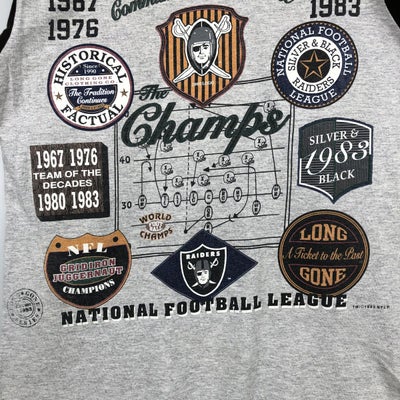 1967
1976
1983
HISTORICAL
Since
1990
LONG GONE
CLOTHING CO
The Tradition
Continues
FACTUAL
NATIONAL FOOTBALL
SILVER &
BLACK
RAIDERS
LEAGUE
The
Champs
1967 1976
TEAM OF THE
DECADES
1980 1983
40
30
WORLD
CHAMPS
SILVER &
1983
BLACK
NFL
GRIDIRON
JUGGERNAUT
CHAMPIONS
RAIDERS
LONG
A Ticket to the Past
GONE
NATIONAL FOOTBALL LEAGUE